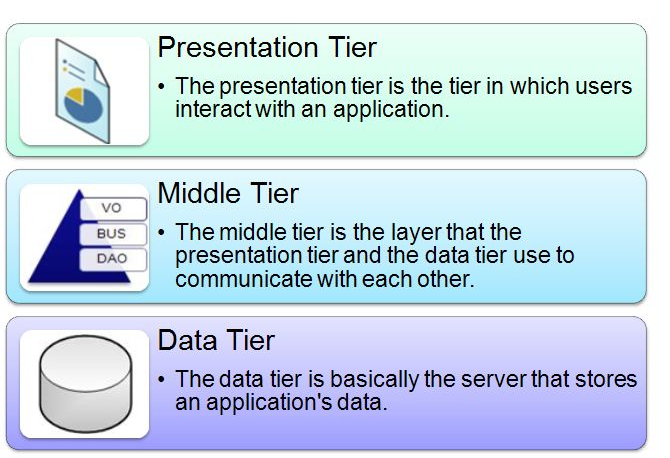 Presentation Tier
• The presentation tier is the tier in which users
interact with an application.
Middle Tier
VO
BUS
DAO
• The middle tier is the layer that the
presentation tier and the data tier use to
communicate with each other.
Data Tier
• The data tier is basically the server that stores
an application's data.